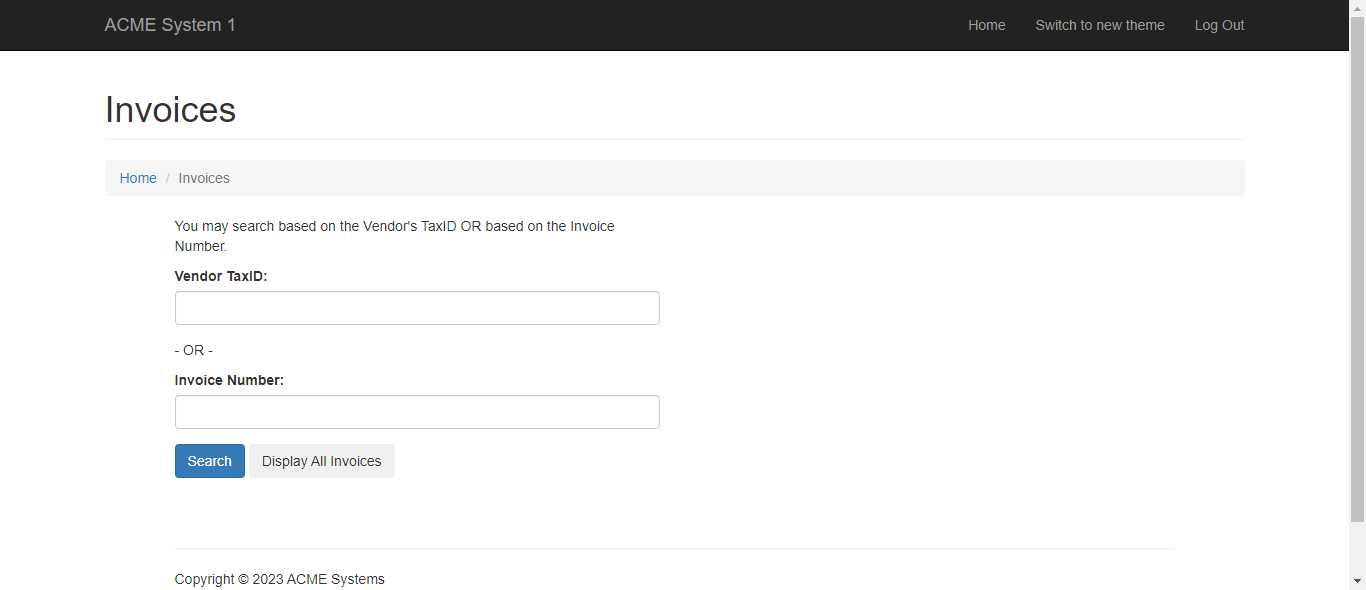 ACME System 1
Home
Switch to new theme
Log Out
Invoices
Home / Invoices
You may search based on the Vendor's TaxID OR based on the Invoice
Number.
Vendor TaxID:
- OR -
Invoice Number:
Search
Display All Invoices
Copyright © 2023 ACME Systems